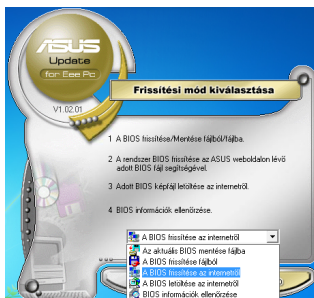 ASUS
Update
for Eee Pc
V1.02.01
Frissítési mód kiválasztása
1 A BIOS frissítése/Mentése fájlból/fájlba.
2 A rendszer BIOS frissítése az ASUS weboldalon lévő
adott BIOS fájl segítségével.
3 Adott BIOS képfájl letöltése az internetről.
4 BIOS információk ellenőrzése.
A BIOS frissítése az internetről
Az aktuális BIOS mentése fájlba
A BIOS frissítése fájlból
A BIOS frissítése az internetről
A BIOS letöltése az internetről
BIOS információk ellenőrzése